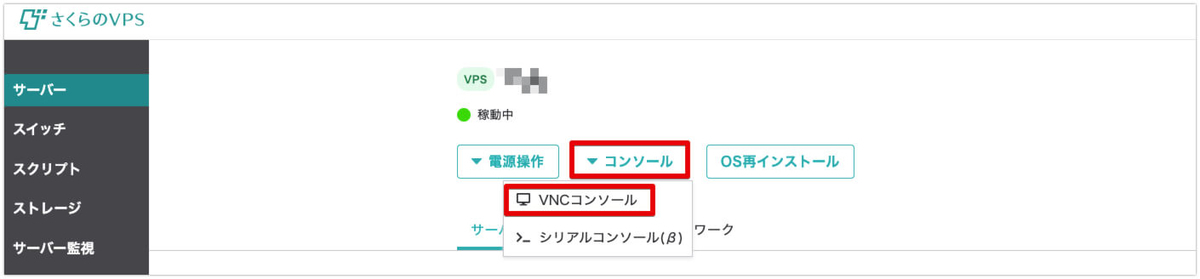 さくらのVPS
サーバー
スイッチ
スクリプト
ストレージ
サーバー監視
VPS
稼動中
電源操作
コンソール
OS再インストール
VNCコンソール
シリアルコンソール(β)
サー
ワーク